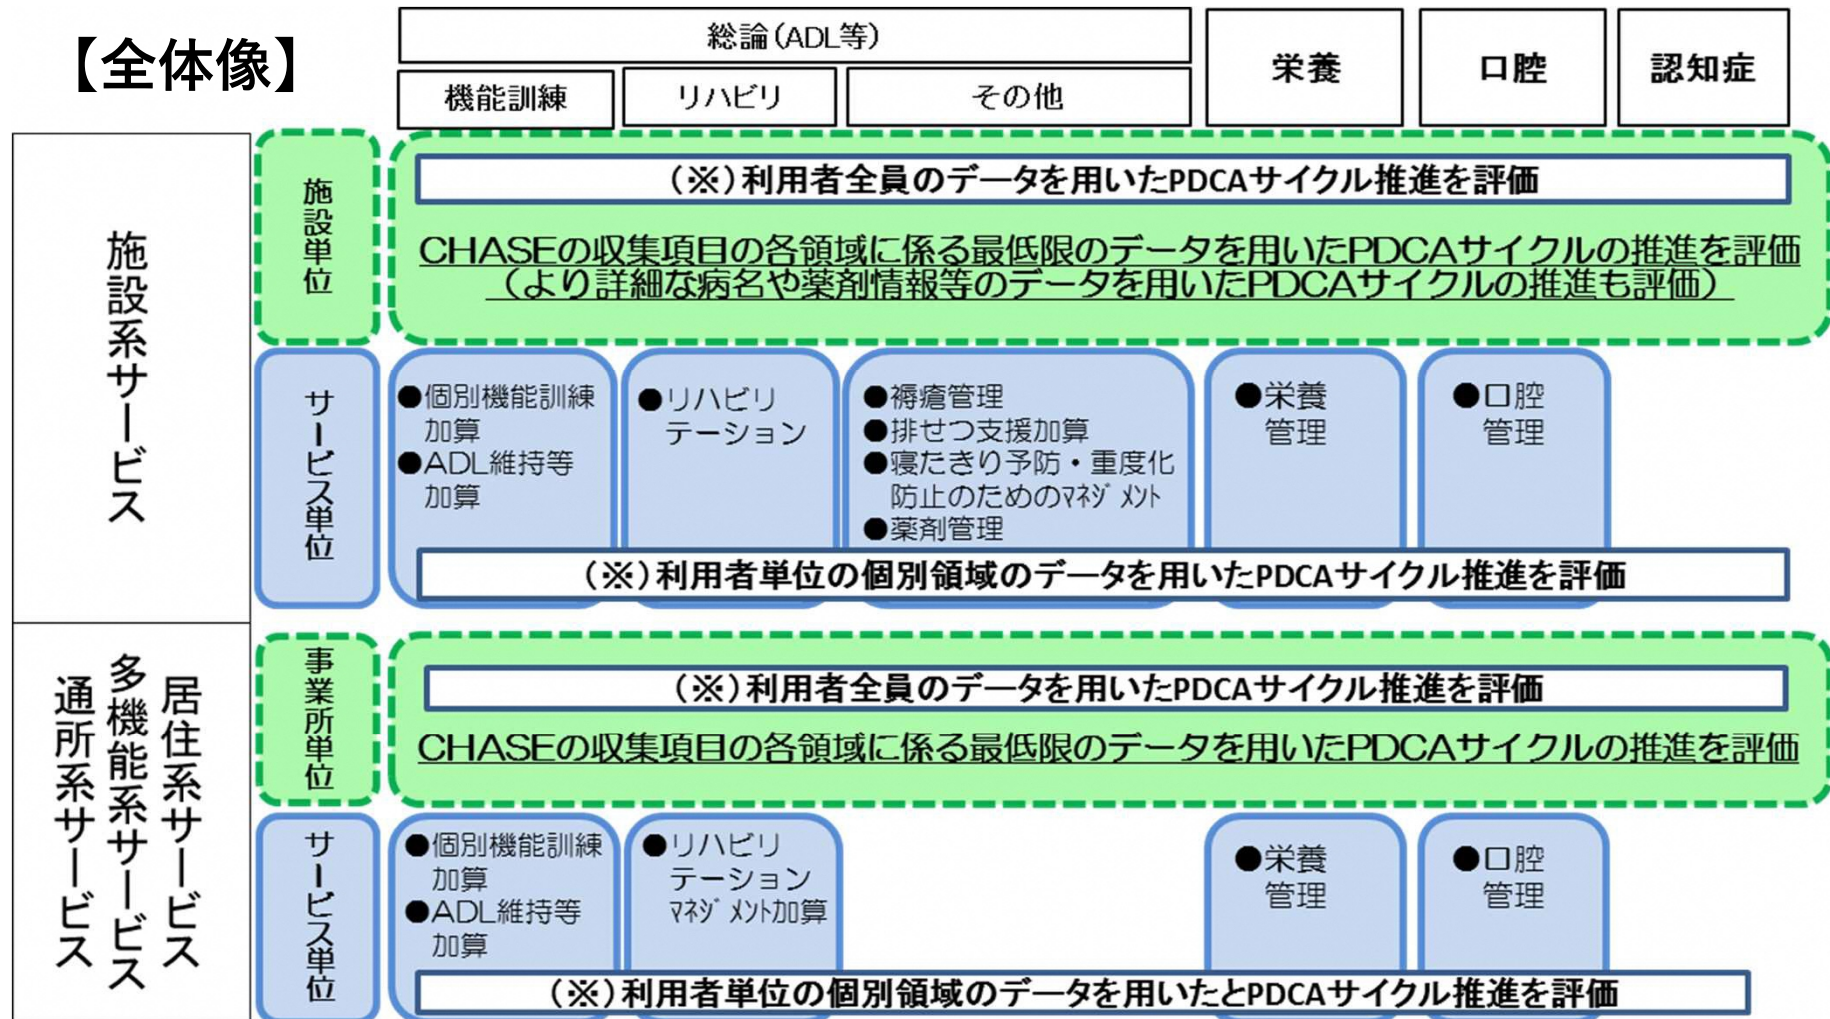 【全体像】
総論(ADL等)
機能訓練
リハビリ
その他
栄養
口腔
認知症
施設系サービス
施設単位
(※)利用者全員のデータを用いたPDCAサイクル推進を評価
CHASEの収集項目の各領域に係る最低限のデータを用いたPDCAサイクルの推進を評価
(より詳細な病名や薬剤情報等のデータを用いたPDCAサイクルの推進も評価)
サービス単位
●個別機能訓練
加算
●ADL維持等
加算
●リハビリ
テーション
●褥瘡管理
●排せつ支援加算
●寝たきり予防・重度化
防止のためのマネジメント
●薬剤管理
●栄養
管理
●口腔
管理
(※)利用者単位の個別領域のデータを用いたPDCAサイクル推進を評価
居住系サービス
多機能系サービス
通所系サービス
事業所単位
(※)利用者全員のデータを用いたPDCAサイクル推進を評価
CHASEの収集項目の各領域に係る最低限のデータを用いたPDCAサイクルの推進を評価
サービス単位
●個別機能訓練
加算
●ADL維持等
加算
●リハビリ
テーション
マネジメント加算
●栄養
管理
●口腔
管理
(※)利用者単位の個別領域のデータを用いたとPDCAサイクル推進を評価